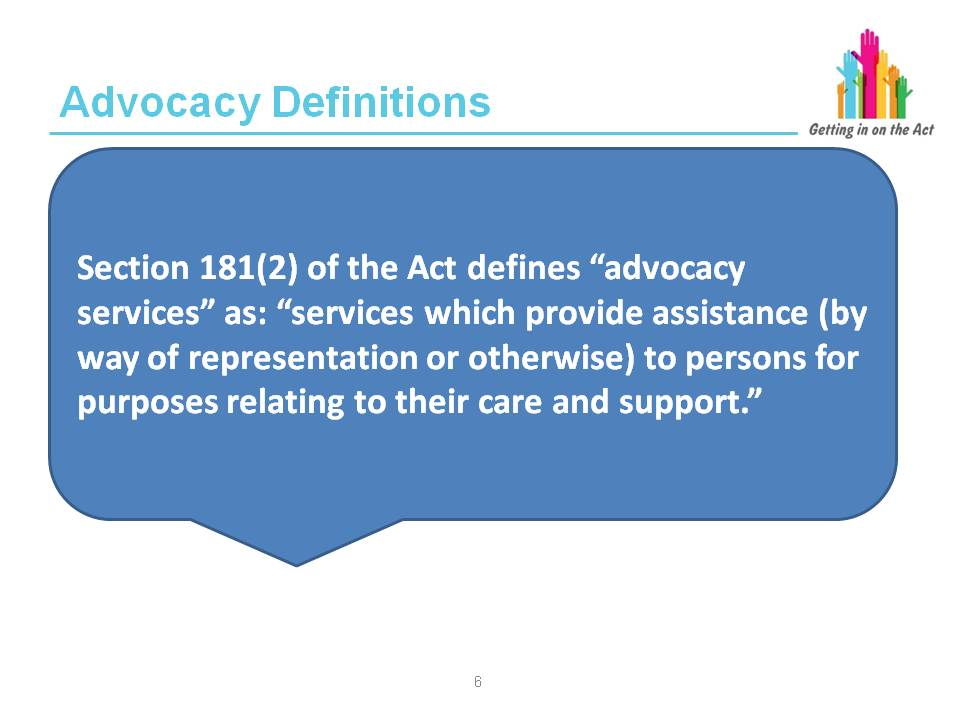 Advocacy Definitions
Getting in on the Act
Section 181(2) of the Act defines “advocacy
services” as: “services which provide assistance (by
way of representation or otherwise) to persons for
purposes relating to their care and support.”
6